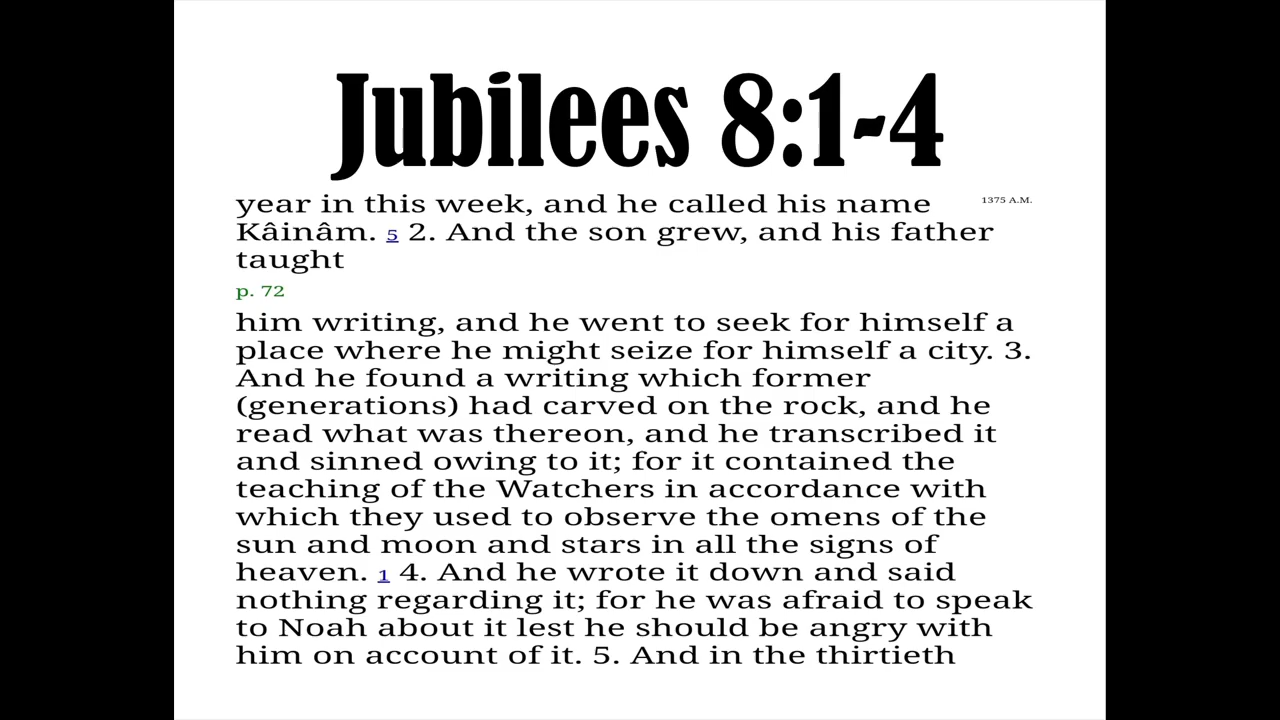 Jubilees 8:1-4
year in this week, and he called his name 1375 A.M.
Kâinâm. 5 2. And the son grew, and his father
taught
p. 72
him writing, and he went to seek for himself a
place where he might seize for himself a city. 3.
And he found a writing which former
(generations) had carved on the rock, and he
read what was thereon, and he transcribed it
and sinned owing to it; for it contained the
teaching of the Watchers in accordance with
which they used to observe the omens of the
sun and moon and stars in all the signs of
heaven. 1 4. And he wrote it down and said
nothing regarding it; for he was afraid to speak
to Noah about it lest he should be angry with
him on account of it. 5. And in the thirtieth